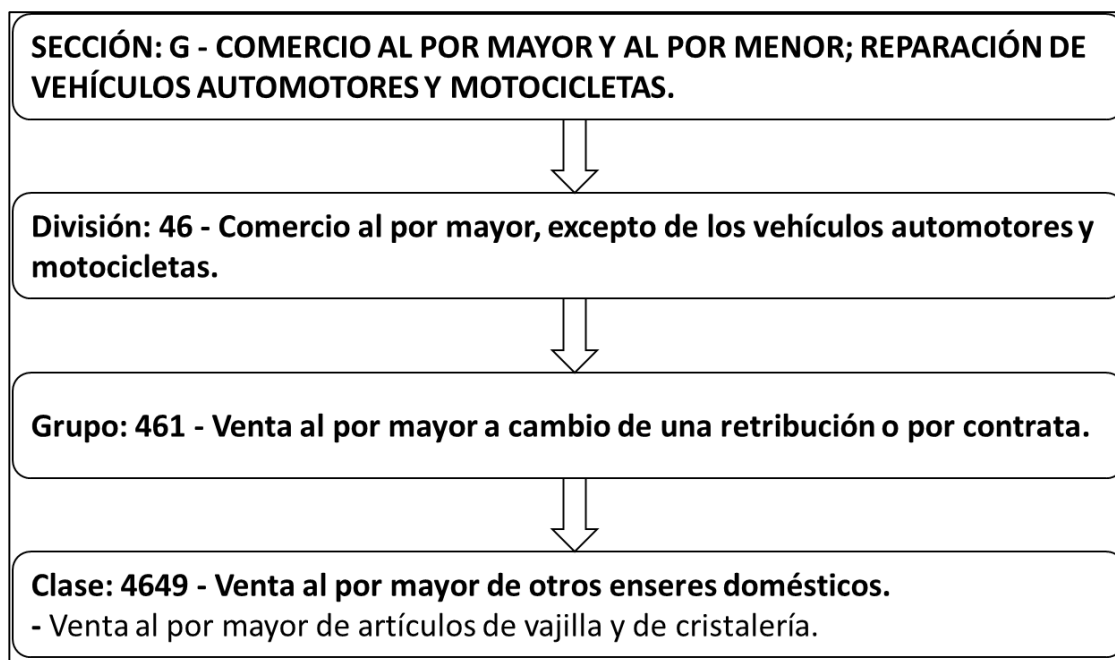 SECCIÓN: G - COMERCIO AL POR MAYOR Y AL POR MENOR; REPARACIÓN DE
VEHÍCULOS AUTOMOTORES Y MOTOCICLETAS.
División: 46 - Comercio al por mayor, excepto de los vehículos automotores y
motocicletas.
Grupo: 461 - Venta al por mayor a cambio de una retribución o por contrata.
Clase: 4649 - Venta al por mayor de otros enseres domésticos.
- Venta al por mayor de artículos de vajilla y de cristalería.